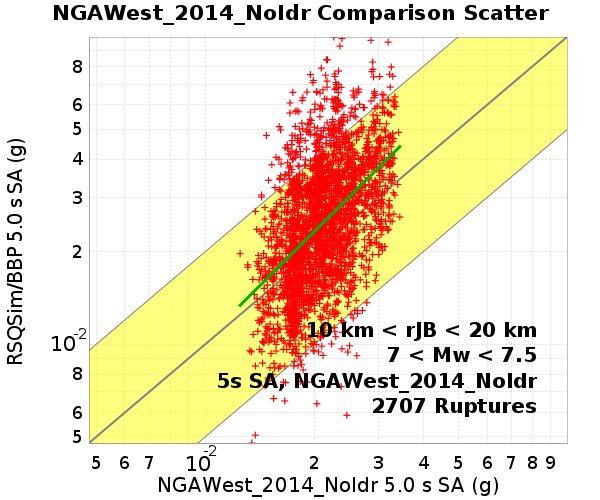 NGAWest_2014_NoIdr Comparison Scatter
RSQSim/BBP 5.0 s SA (g)
8
6
5
4
3
2
10-2
8
6
5
10 km < rJB < 20 km
7 < Mw < 7.5
5s SA, NGAWest_2014_NoIdr
2707 Ruptures
5 6 7 10-2 2 3 4 5 6 7 8 9
NGAWest_2014_NoIdr 5.0 s SA (g)